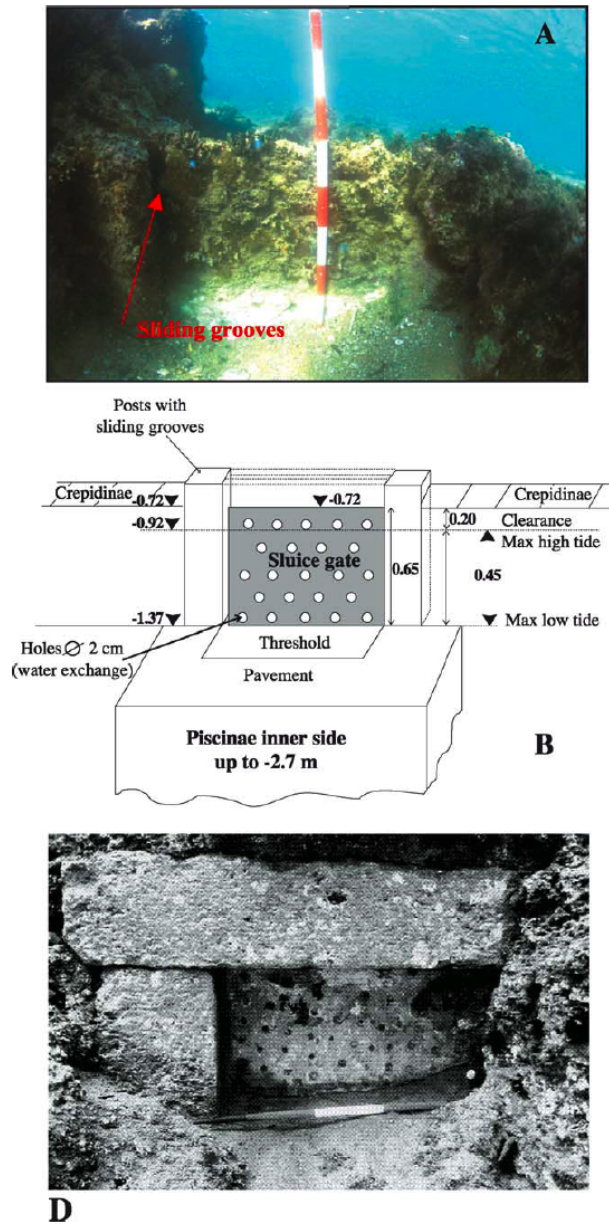 A
Sliding grooves
Posts with
sliding grooves
Crepidinae
Crepidinae
-0.72
-0.92
-0.72
0.20
Clearance
Max high tide
Sluice gate
0.65
0.45
-1.37
Max low tide
Holes ∅ 2 cm
(water exchange)
Threshold
Pavement
Piscinae inner side
up to -2.7 m
B
D